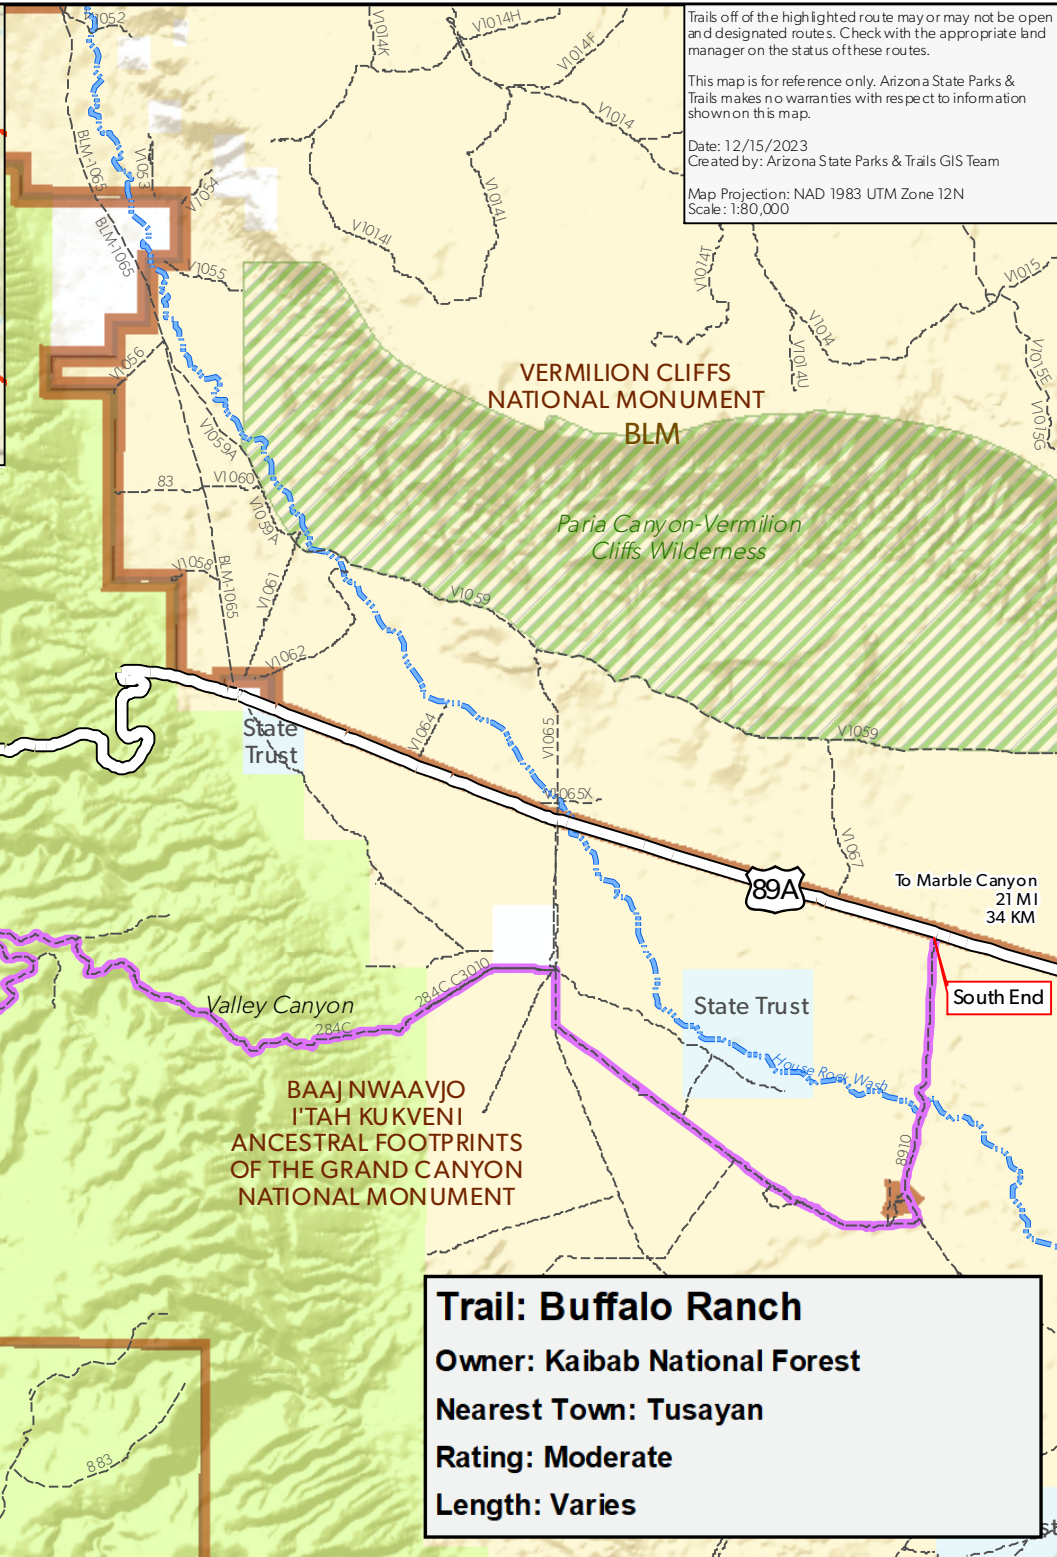 Trails off of the highlighted route may or may not be open
and designated routes. Check with the appropriate land
manager on the status of these routes.
This map is for reference only. Arizona State Parks &
Trails makes no warranties with respect to information
shown on this map.
Date: 12/15/2023
Created by: Arizona State Parks & Trails GIS Team
Map Projection: NAD 1983 UTM Zone 12N
Scale: 1:80,000
V1052
V1014K
V1014H
V1014F
V1014
BLM-1065
V1053
V1054
V1014J
BLM-1065
V1014I
V1055
V1014T
V1015
V1014
V1014U
V1015E
V1015G
V1056
VERMILION CLIFFS
NATIONAL MONUMENT
BLM
V1059A
83
V1060
V1059A
Paria Canyon-Vermilion
Cliffs Wilderness
V1058
BLM-1065
V1061
V1059
V1062
State
Trust
V1064
V1065
V1059
V1065X
V1067
89A
To Marble Canyon
21 MI
34 KM
South End
284C C3010
Valley Canyon
284C
State Trust
House Rock Wash
BAAJ NWAAVJO
I'TAH KUKVENI
ANCESTRAL FOOTPRINTS
OF THE GRAND CANYON
NATIONAL MONUMENT
8910
883
Trail: Buffalo Ranch
Owner: Kaibab National Forest
Nearest Town: Tusayan
Rating: Moderate
Length: Varies